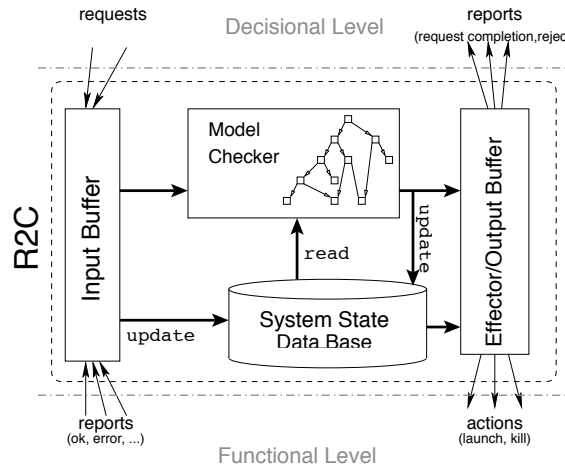 requests
Decisional Level
reports
(request completion,rejec
R2C
Input Buffer
Model
Checker
Effector/Output Buffer
update
read
update
System State
Data Base
reports
(ok, error, ...)
actions
(launch, kill)
Functional Level